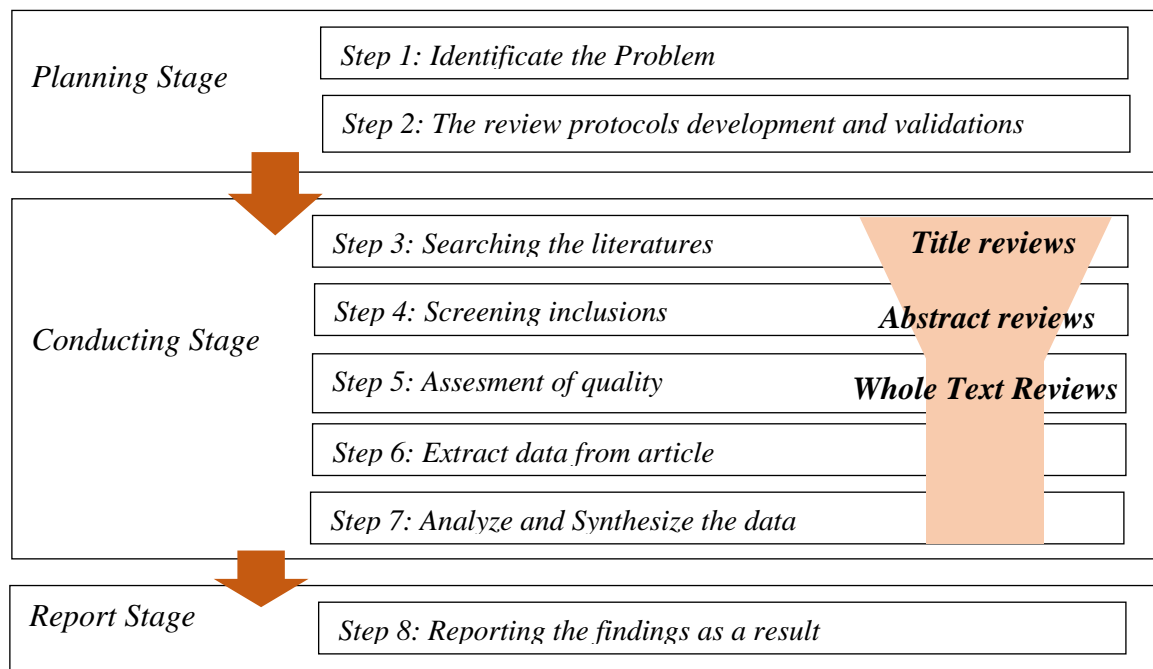 Planning Stage
Step 1: Identificate the Problem
Step 2: The review protocols development and validations
Conducting Stage
Step 3: Searching the literatures
Title reviews
Step 4: Screening inclusions
Abstract reviews
Step 5: Assesment of quality
Whole Text Reviews
Step 6: Extract data from article
Step 7: Analyze and Synthesize the data
Report Stage
Step 8: Reporting the findings as a result